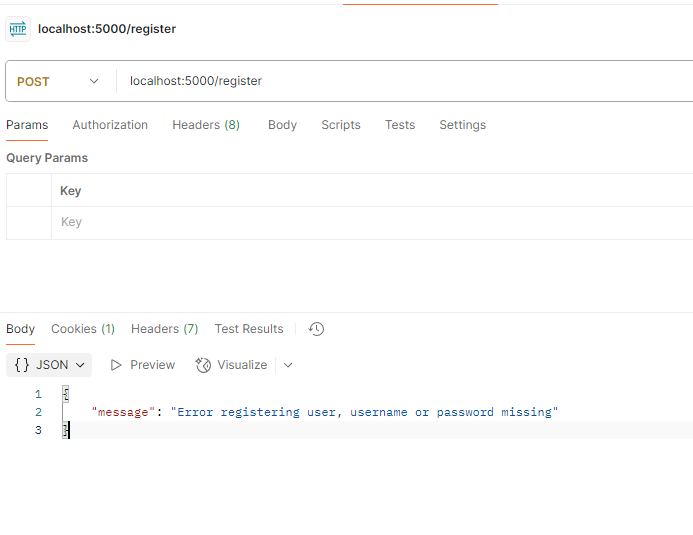 HTTP localhost:5000/register
POST localhost:5000/register
Params Authorization Headers (8) Body Scripts Tests Settings
Query Params
Key
Key
Body Cookies (1) Headers (7) Test Results
{} JSON Preview Visualize
1 {
2 "message": "Error registering user, username or password missing"
3 }